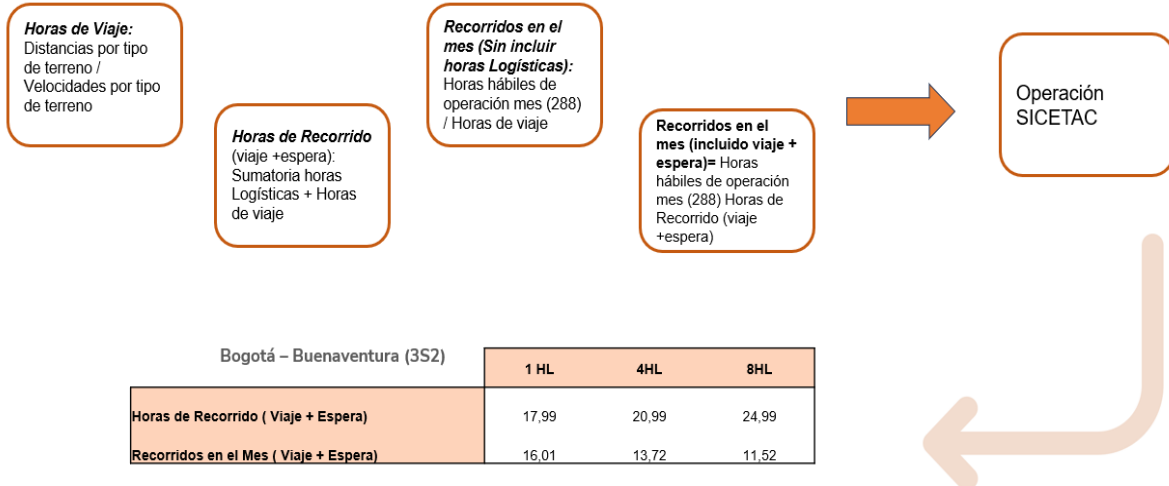 Horas de Viaje:
Distancias por tipo
de terreno /
Velocidades por tipo
de terreno
Horas de Recorrido
(viaje +espera):
Sumatoria horas
Logísticas + Horas
de viaje
Recorridos en el
mes (Sin incluir
horas Logísticas):
Horas hábiles de
operación mes (288)
/ Horas de viaje
Recorridos en el
mes (incluido viaje +
espera)= Horas
hábiles de operación
mes (288) Horas de
Recorrido (viaje
+espera)
Operación
SICETAC
Bogotá – Buenaventura (3S2)
1 HL 4HL 8HL
Horas de Recorrido ( Viaje + Espera) 17,99 20,99 24,99
Recorridos en el Mes ( Viaje + Espera) 16,01 13,72 11,52